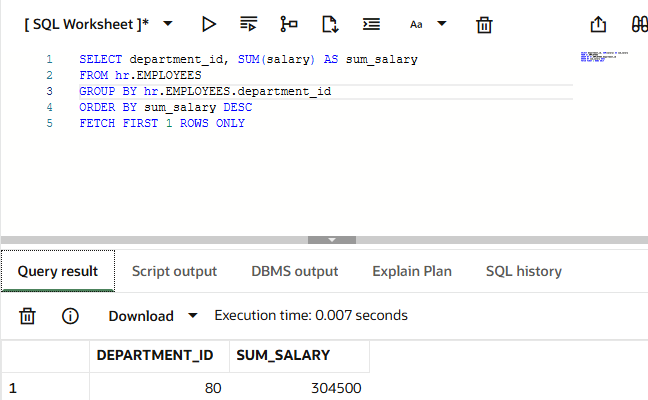 [ SQL Worksheet ]*
Aa
1 SELECT department_id, SUM(salary) AS sum_salary
2 FROM hr.EMPLOYEES
3 GROUP BY hr.EMPLOYEES.department_id
4 ORDER BY sum_salary DESC
5 FETCH FIRST 1 ROWS ONLY
Query result Script output DBMS output Explain Plan SQL history
Download Execution time: 0.007 seconds
DEPARTMENT_ID SUM_SALARY
1 80 304500